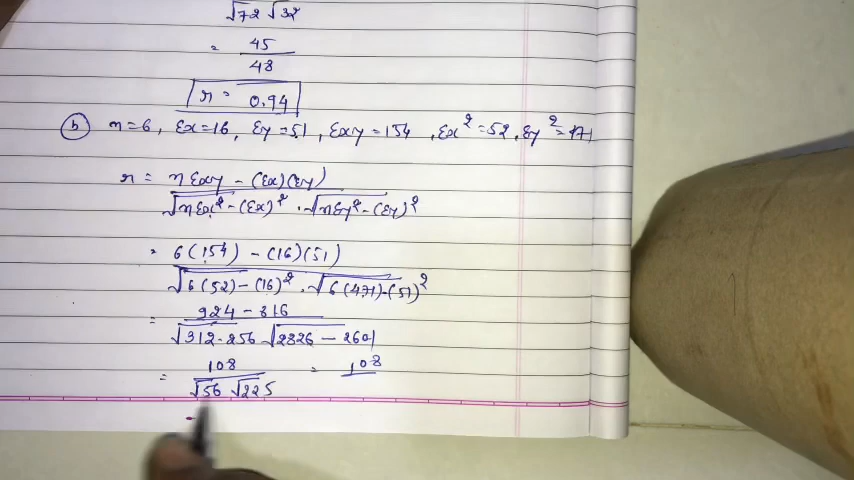 √72 √32
= 45
48
r = 0.94
(b) n=6, Σx=16, Σy=51, Σxy=154, Σx²=52, Σy²=471
r = nΣxy - (Σx)(Σy)
√nΣx²-(Σx)² · √nΣy²-(Σy)²
= 6(154) - (16)(51)
√6(52)-(16)² · √6(471)-(51)²
= 924-816
√312-256 √2826-2601
= 108 = 108
√56 √225